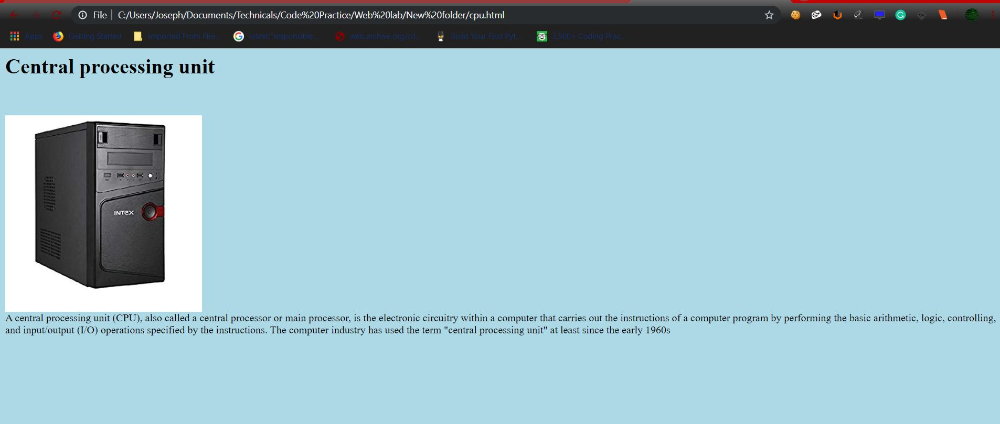 File | C:/Users/Joseph/Documents/Technicals/Code%20Practice/Web%20lab/New%20folder/cpu.html
Apps Getting Started Imported From Fire... intext:"responsible... web.archive.org/cd... Build Your First Pyt... 3,500+ Coding Prac...
Central processing unit
INTEX
A central processing unit (CPU), also called a central processor or main processor, is the electronic circuitry within a computer that carries out the instructions of a computer program by performing the basic arithmetic, logic, controlling,
and input/output (I/O) operations specified by the instructions. The computer industry has used the term "central processing unit" at least since the early 1960s